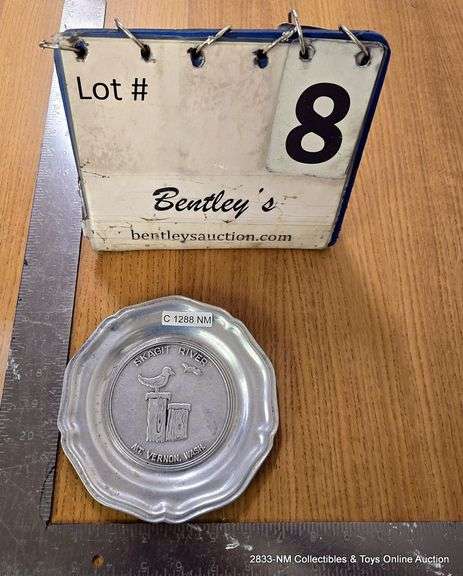 Lot # 8
Bentley's
bentleysauction.com
C 1288 NM
SKAGIT RIVER
MT. VERNON, WASH.
2833-NM Collectibles & Toys Online Auction